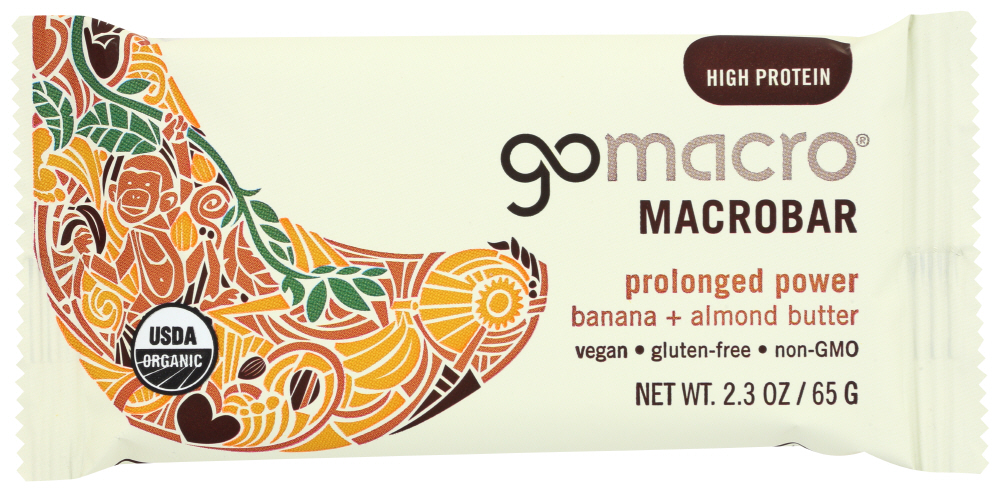 HIGH PROTEIN
gomacro®
MACROBAR
prolonged power
banana + almond butter
vegan • gluten-free • non-GMO
NET WT. 2.3 OZ / 65 G
USDA
ORGANIC